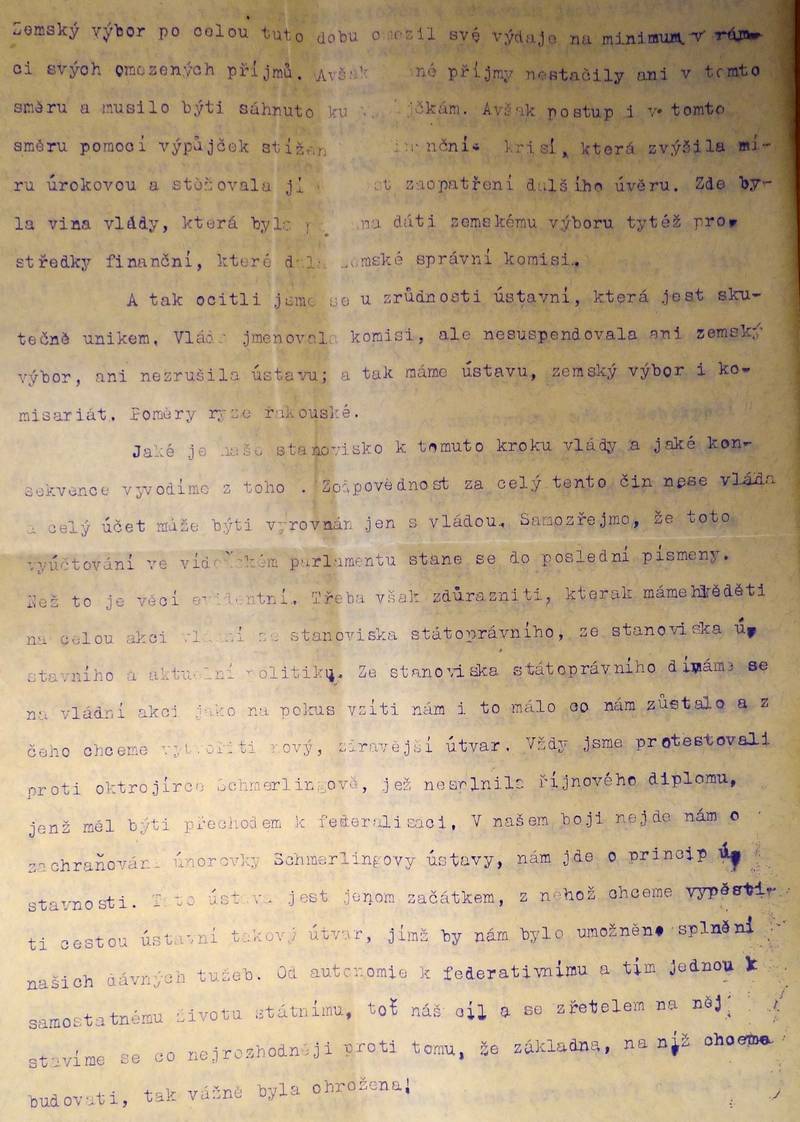 Zemský výbor po celou tuto dobu omezil své výdaje na minimum v rám-
ci svých omezených příjmů. Avšak né příjmy nestačily ani v tomto
směru a musilo býti sáhnuto ku jčkám. Avšak postup i v tomto
směru pomocí výpůjček stížen krisí, která zvýšila mí-
ru úrokovou a stěžovala jí zaopatření dalšího úvěru. Zde by-
la vina vlády, která byla na dáti zemskému výboru tytéž pro-
středky finanční, které dala zemské správní komisi.
A tak ocitli jsme se u zrůdnosti ústavní, která jest sku-
tečně unikem. Vláda jmenovala komisi, ale nesuspendovala ani zemský
výbor, ani nezrušila ústavu; a tak máme ústavu, zemský výbor i ko-
misariát. Poměry ryze rakouské.
Jaké je naše stanovisko k tomuto kroku vlády a jaké kon-
sekvence vyvodíme z toho . Zodpovědnost za celý tento čin nese vláda
a celý účet může býti vyrovnán jen s vládou. Samozřejmo, že toto
vyúčtování ve vídeňském parlamentu stane se do poslední písmeny.
Než to je věcí evidentní. Třeba však zdůrazniti, kterak máme hleděti
na celou akci vládní se stanoviska státoprávního, ze stanoviska ú-
stavního a aktuelní politiky. Ze stanoviska státoprávního díváme se
na vládní akci jako na pokus vzíti nám i to málo co nám zůstalo a z
čeho chceme vytvořiti nový, zdravější útvar. Vždy jsme protestovali
proti oktrojírce Schmerlingově, jež nesplnila říjnového diplomu,
jenž měl býti přechodem k federalisaci, V našem boji nejde nám o
zachraňování únorovky Schmerlingovy ústavy, nám jde o princip ú-
stavnosti. Tato ústava jest jenom začátkem, z nehož chceme vypěsti-
ti cestou ústavní takový útvar, jímž by nám bylo umožněno splnění
našich dávných tužeb. Od autonomie k federativnímu a tím jednou k
samostatnému životu státnímu, toť náš cíl a se zřetelem na něj
stavíme se co nejrozhodněji proti tomu, že základna, na níž chceme
budovati, tak vážně byla ohrožena!